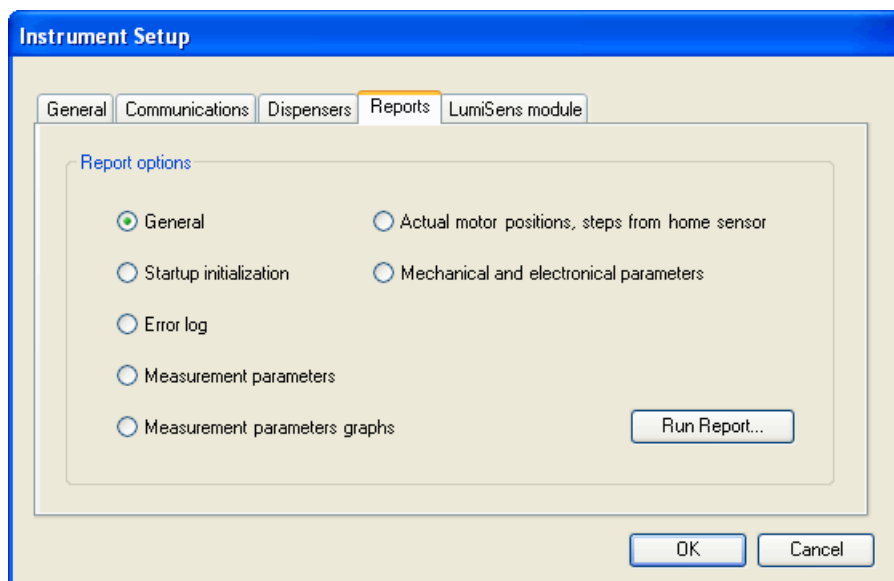 Instrument Setup
General Communications Dispensers Reports LumiSens module
Report options
General Actual motor positions, steps from home sensor
Startup initialization Mechanical and electronical parameters
Error log
Measurement parameters
Measurement parameters graphs Run Report...
OK Cancel